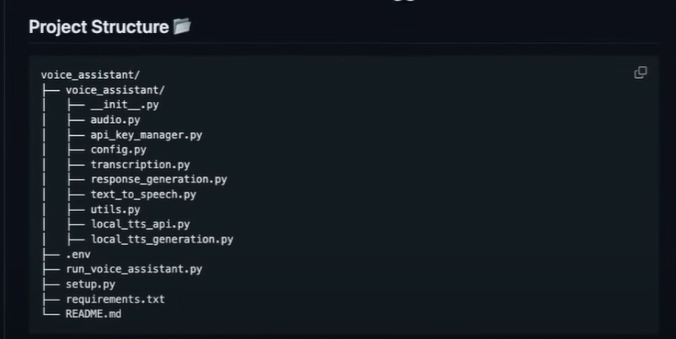 Project Structure
voice_assistant/
├── voice_assistant/
│   ├── __init__.py
│   ├── audio.py
│   ├── api_key_manager.py
│   ├── config.py
│   ├── transcription.py
│   ├── response_generation.py
│   ├── text_to_speech.py
│   ├── utils.py
│   ├── local_tts_api.py
│   ├── local_tts_generation.py
├── .env
├── run_voice_assistant.py
├── setup.py
├── requirements.txt
└── README.md